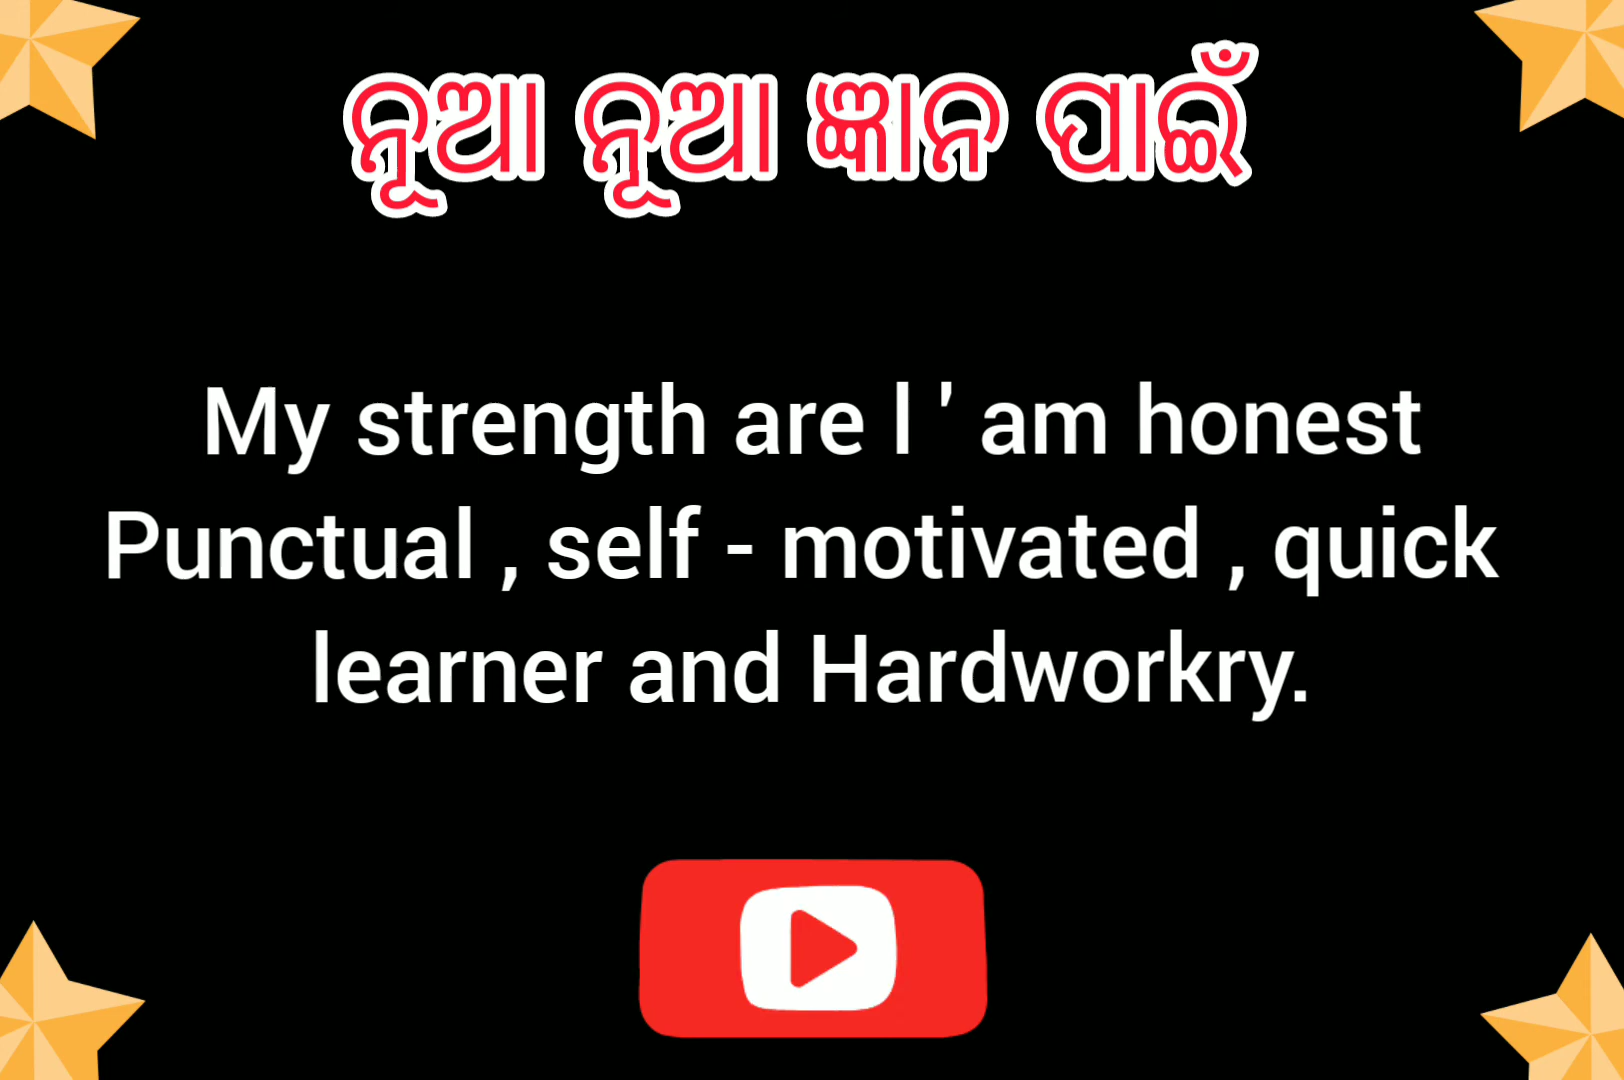 ନୂଆ ନୂଆ ଜ୍ଞାନ ପାଇଁ
My strength are I ' am honest
Punctual , self - motivated , quick
learner and Hardworkry.